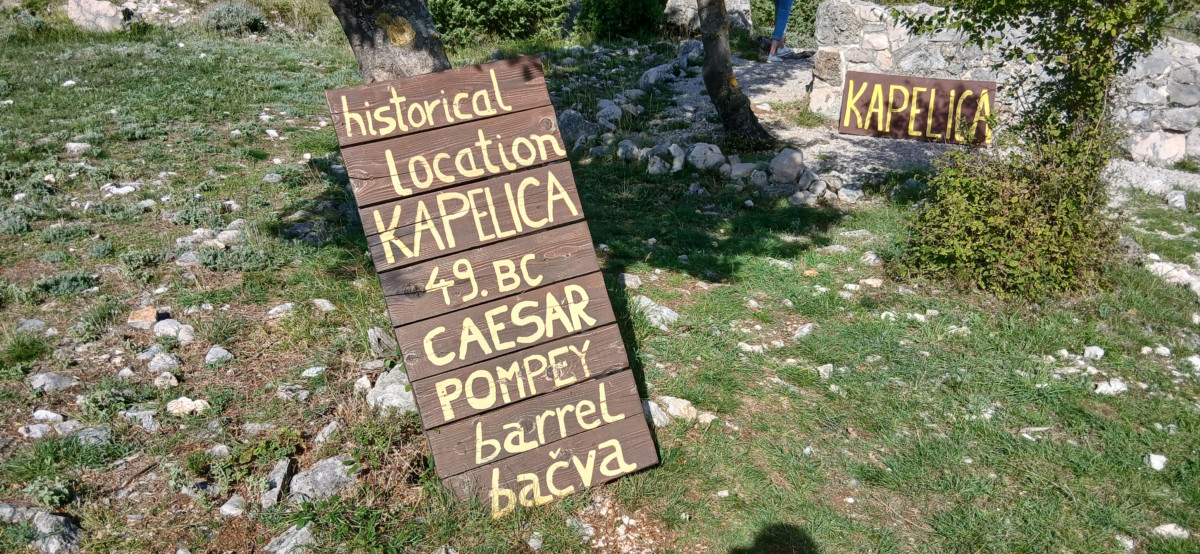 historical
location
KAPELICA
49. BC
CAESAR
POMPEY
barrel
bačva
KAPELICA